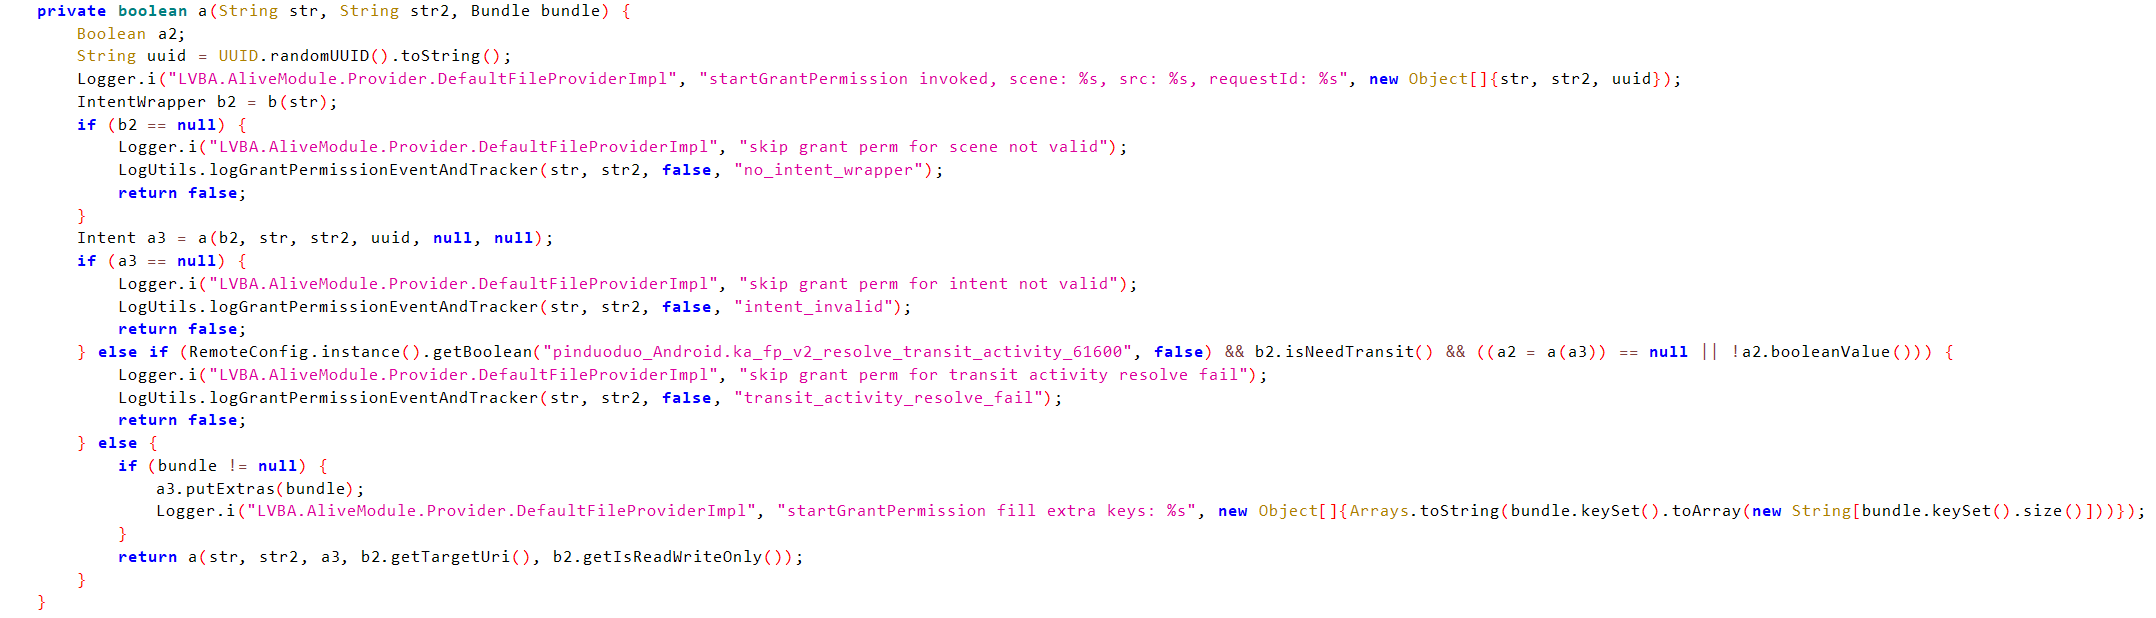 private boolean a(String str, String str2, Bundle bundle) {
    Boolean a2;
    String uuid = UUID.randomUUID().toString();
    Logger.i("LVBA.AliveModule.Provider.DefaultFileProviderImpl", "startGrantPermission invoked, scene: %s, src: %s, requestId: %s", new Object[]{str, str2, uuid});
    IntentWrapper b2 = b(str);
    if (b2 == null) {
        Logger.i("LVBA.AliveModule.Provider.DefaultFileProviderImpl", "skip grant perm for scene not valid");
        LogUtils.logGrantPermissionEventAndTracker(str, str2, false, "no_intent_wrapper");
        return false;
    }
    Intent a3 = a(b2, str, str2, uuid, null, null);
    if (a3 == null) {
        Logger.i("LVBA.AliveModule.Provider.DefaultFileProviderImpl", "skip grant perm for intent not valid");
        LogUtils.logGrantPermissionEventAndTracker(str, str2, false, "intent_invalid");
        return false;
    } else if (RemoteConfig.instance().getBoolean("pinduoduo_Android.ka_fp_v2_resolve_transit_activity_61600", false) && b2.isNeedTransit() && ((a2 = a(a3)) == null || !a2.booleanValue())) {
        Logger.i("LVBA.AliveModule.Provider.DefaultFileProviderImpl", "skip grant perm for transit activity resolve fail");
        LogUtils.logGrantPermissionEventAndTracker(str, str2, false, "transit_activity_resolve_fail");
        return false;
    } else {
        if (bundle != null) {
            a3.putExtras(bundle);
            Logger.i("LVBA.AliveModule.Provider.DefaultFileProviderImpl", "startGrantPermission fill extra keys: %s", new Object[]{Arrays.toString(bundle.keySet().toArray(new String[bundle.keySet().size()]))});
        }
        return a(str, str2, a3, b2.getTargetUri(), b2.getIsReadWriteOnly());
    }
}